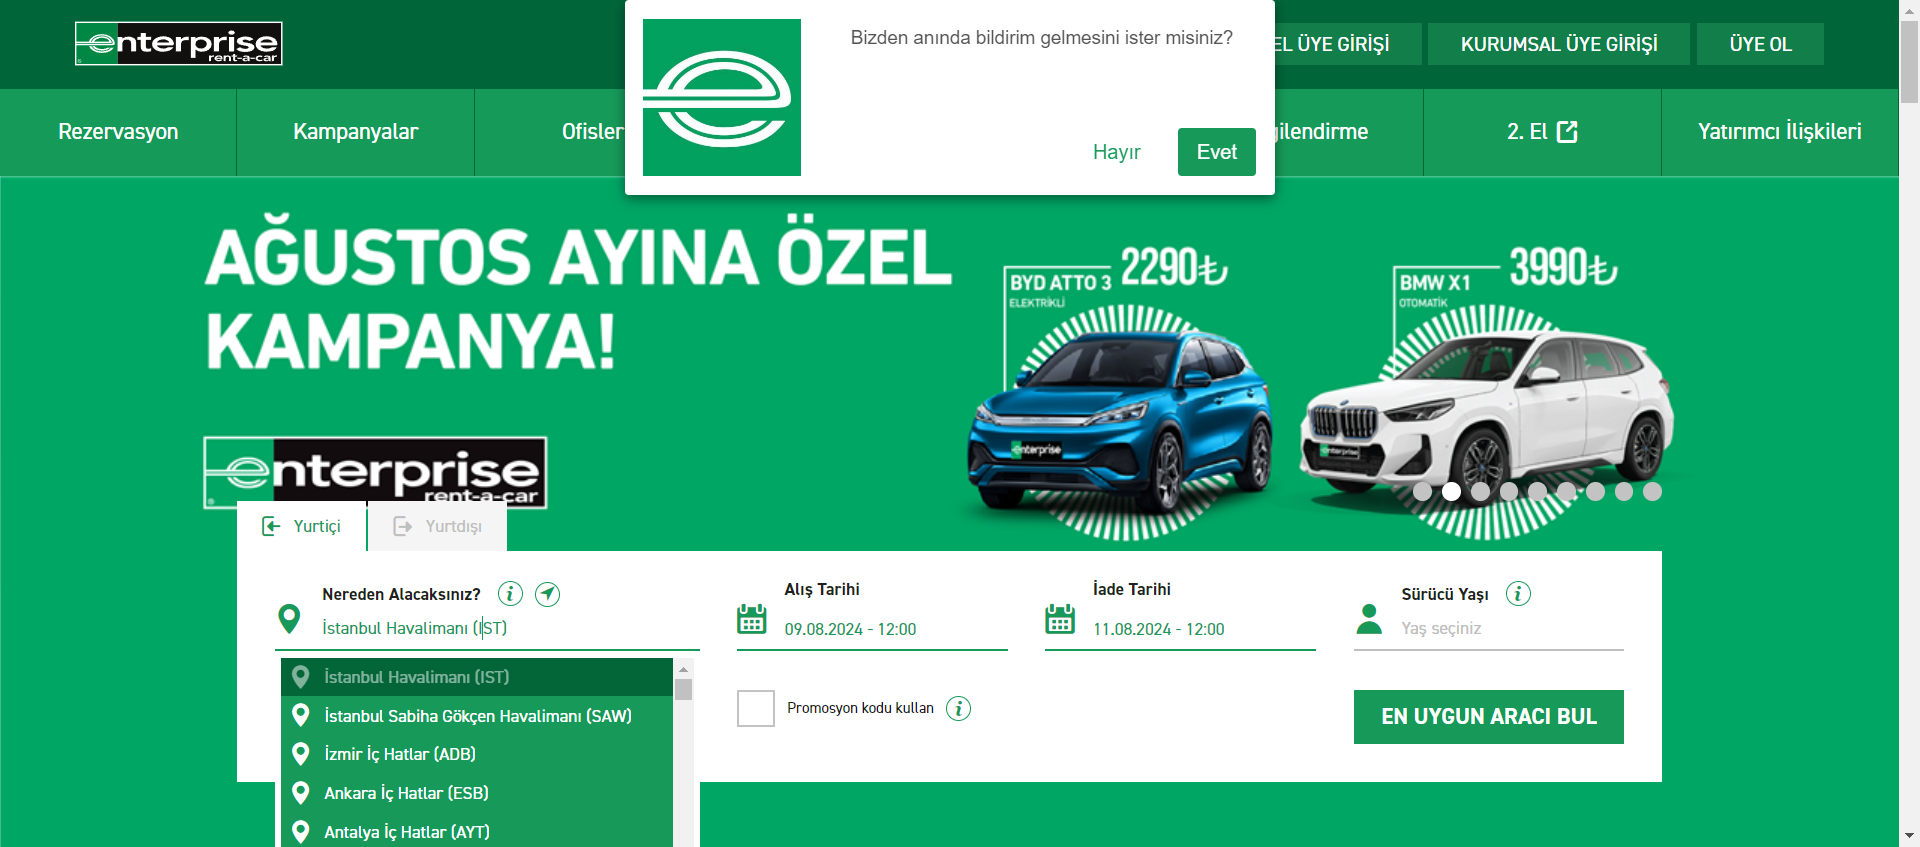 enterprise
rent-a-car
Bizden anında bildirim gelmesini ister misiniz?
Hayır
Evet
EL ÜYE GİRİŞİ
KURUMSAL ÜYE GİRİŞİ
ÜYE OL
Rezervasyon
Kampanyalar
Ofisler
gilendirme
2. El
Yatırımcı İlişkileri
AĞUSTOS AYINA ÖZEL
KAMPANYA!
BYD ATTO 3 2290₺
ELEKTRİKLİ
BMW X1 3990₺
OTOMATİK
enterprise
enterprise
enterprise
rent-a-car
Yurtiçi
Yurtdışı
Nereden Alacaksınız?
İstanbul Havalimanı (IST)
Alış Tarihi
09.08.2024 - 12:00
İade Tarihi
11.08.2024 - 12:00
Sürücü Yaşı
Yaş seçiniz
İstanbul Havalimanı (IST)
İstanbul Sabiha Gökçen Havalimanı (SAW)
İzmir İç Hatlar (ADB)
Ankara İç Hatlar (ESB)
Antalya İç Hatlar (AYT)
Promosyon kodu kullan
EN UYGUN ARACI BUL